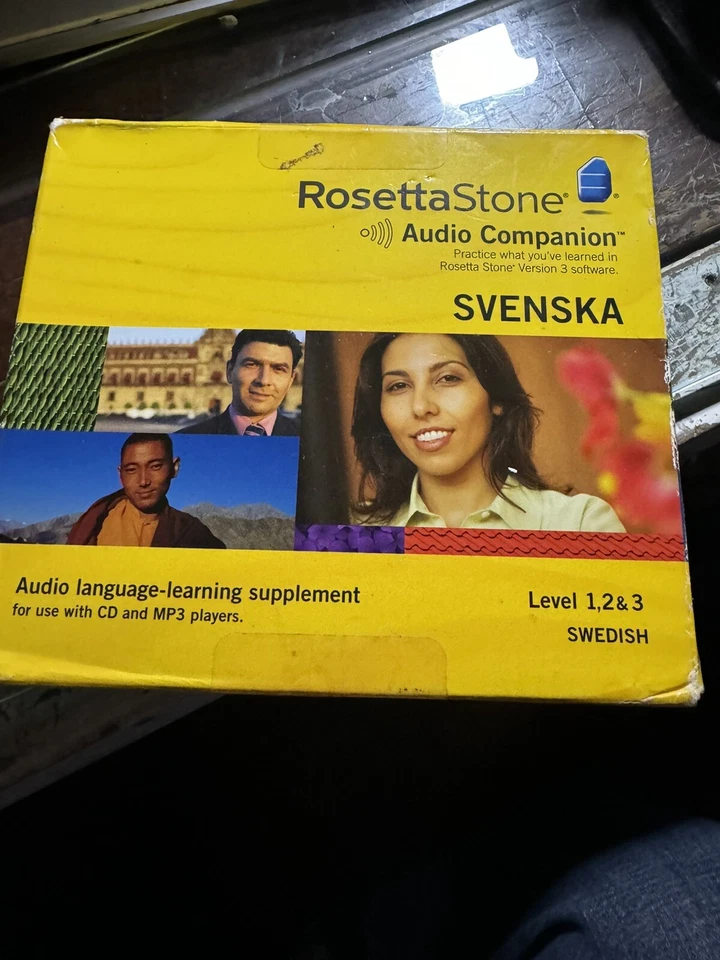 RosettaStone®
Audio Companion™
Practice what you've learned in
Rosetta Stone® Version 3 software.
SVENSKA
Audio language-learning supplement
for use with CD and MP3 players.
Level 1,2&3
SWEDISH